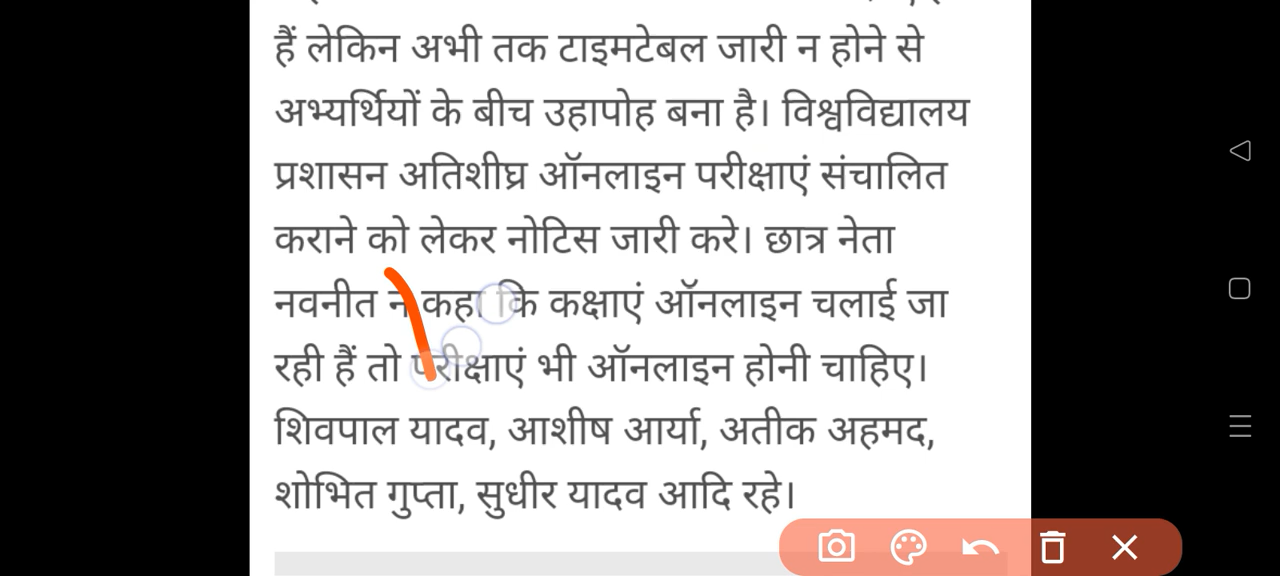 हैं लेकिन अभी तक टाइमटेबल जारी न होने से
अभ्यर्थियों के बीच उहापोह बना है। विश्वविद्यालय
प्रशासन अतिशीघ्र ऑनलाइन परीक्षाएं संचालित
कराने को लेकर नोटिस जारी करे। छात्र नेता
नवनीत ने कहा कि कक्षाएं ऑनलाइन चलाई जा
रही हैं तो परीक्षाएं भी ऑनलाइन होनी चाहिए।
शिवपाल यादव, आशीष आर्या, अतीक अहमद,
शोभित गुप्ता, सुधीर यादव आदि रहे।